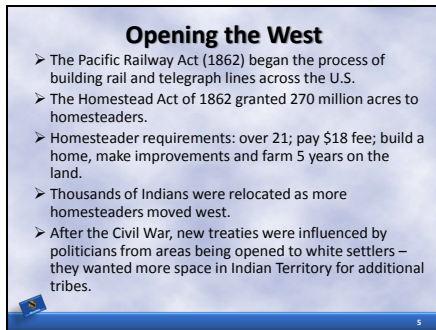 Opening the West
➢ The Pacific Railway Act (1862) began the process of
building rail and telegraph lines across the U.S.
➢ The Homestead Act of 1862 granted 270 million acres to
homesteaders.
➢ Homesteader requirements: over 21; pay $18 fee; build a
home, make improvements and farm 5 years on the
land.
➢ Thousands of Indians were relocated as more
homesteaders moved west.
➢ After the Civil War, new treaties were influenced by
politicians from areas being opened to white settlers –
they wanted more space in Indian Territory for additional
tribes.
5